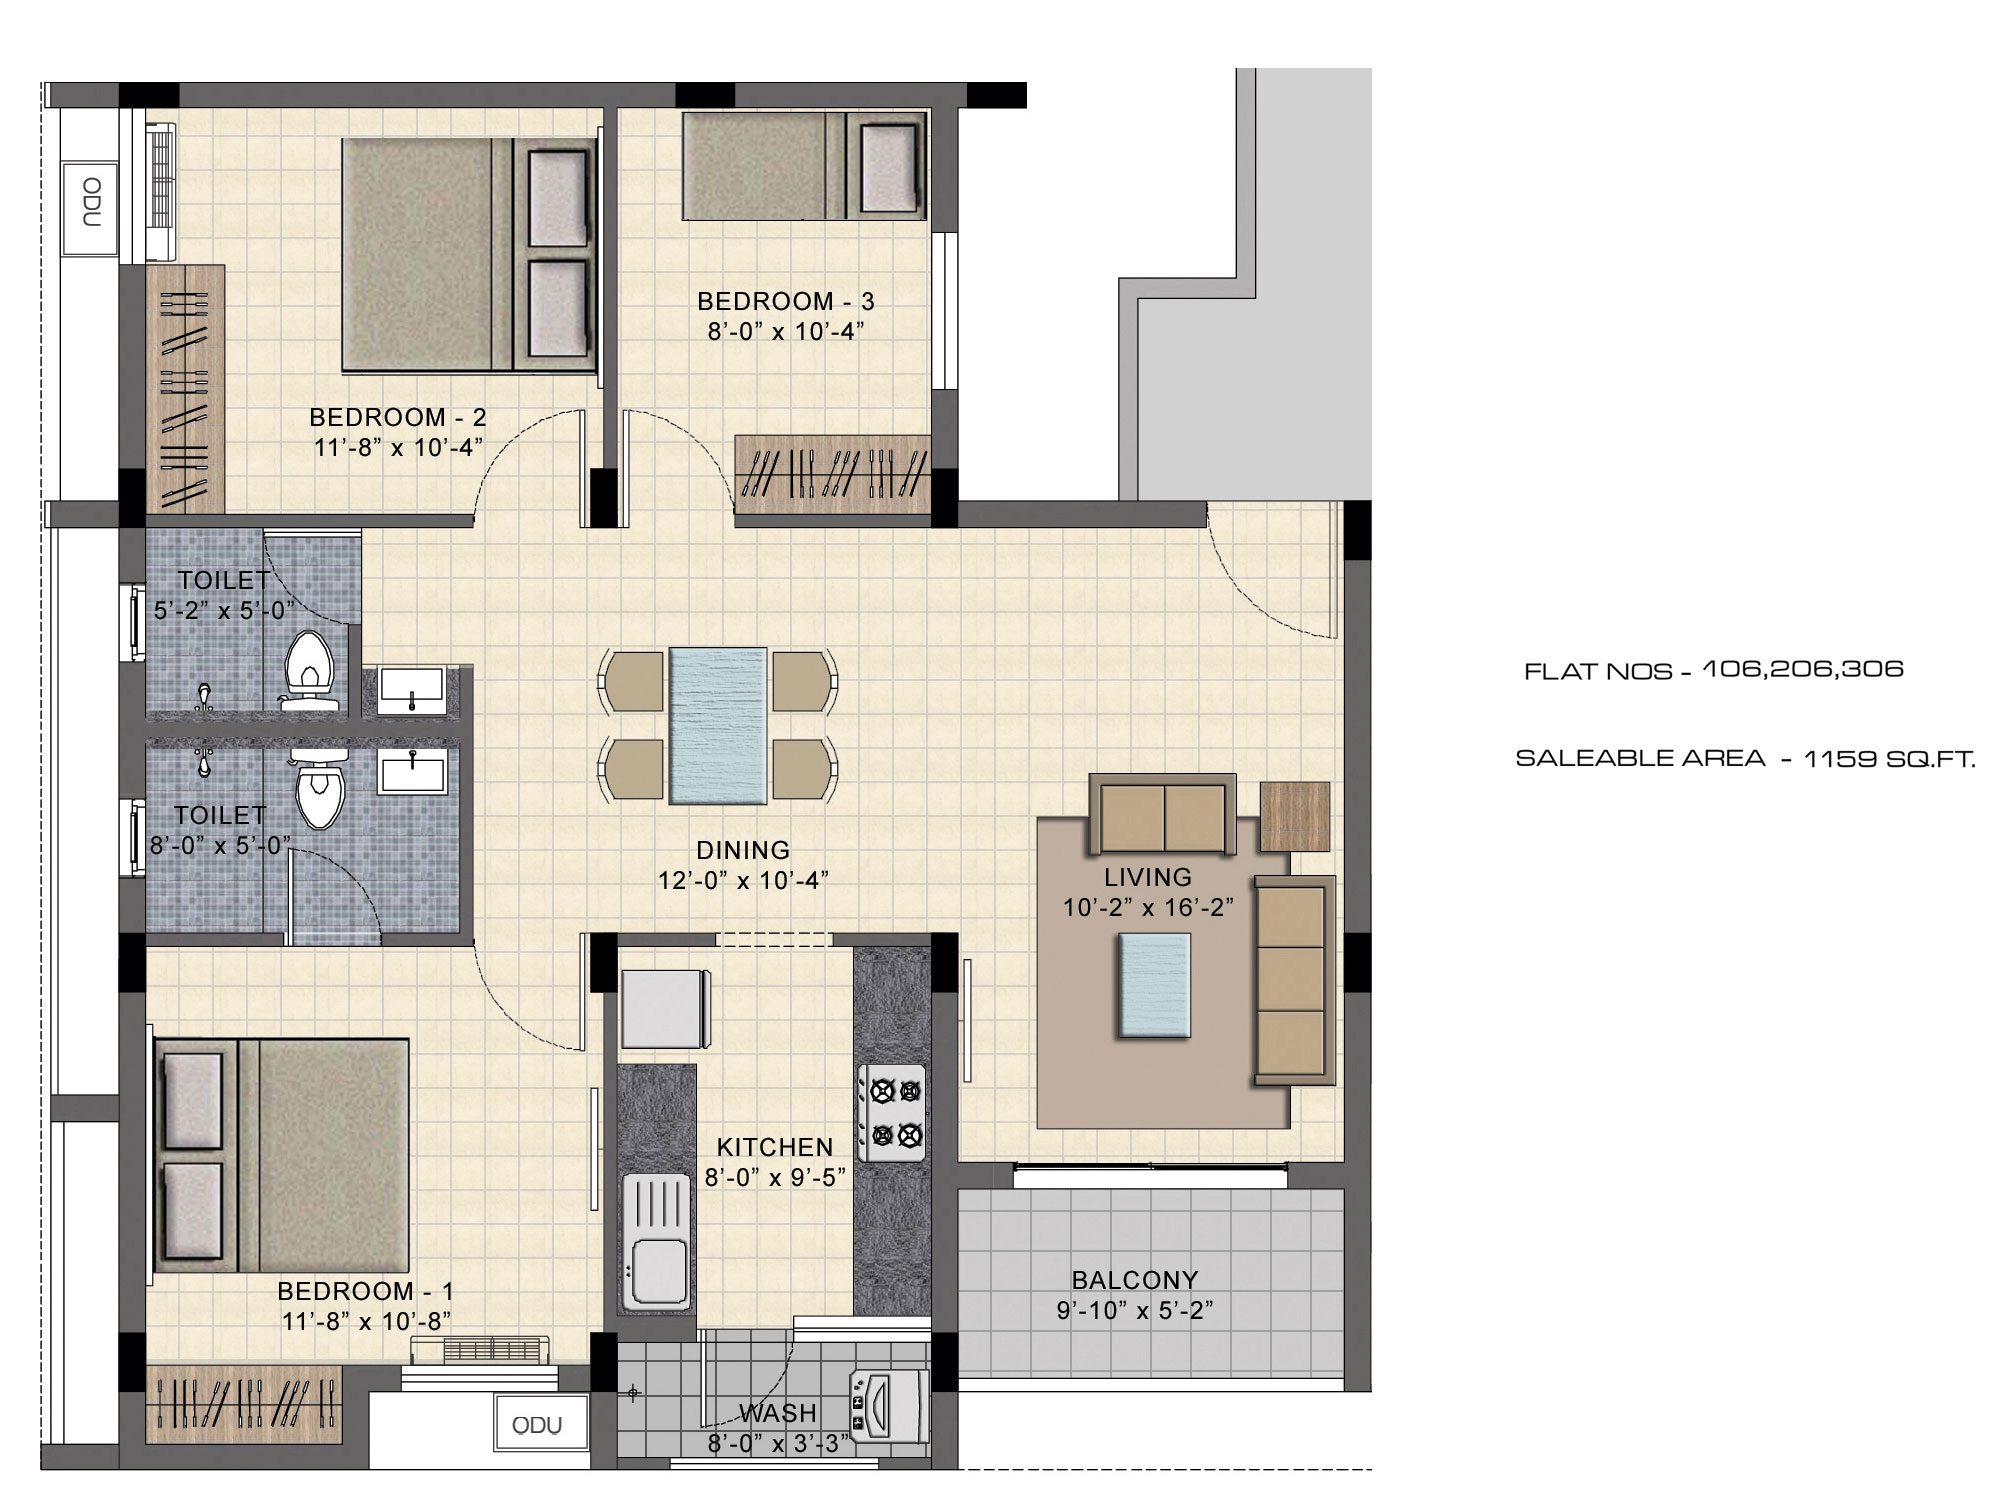 ODU
BEDROOM - 3
8’-0” x 10’-4”
BEDROOM - 2
11’-8” x 10’-4”
TOILET
5’-2” x 5’-0”
FLAT NOS - 106,206,306
SALEABLE AREA - 1159 SQ.FT.
TOILET
8’-0” x 5’-0”
DINING
12’-0” x 10’-4”
LIVING
10’-2” x 16’-2”
KITCHEN
8’-0” x 9’-5”
BALCONY
9’-10” x 5’-2”
BEDROOM - 1
11’-8” x 10’-8”
ODU
WASH
8’-0” x 3’-3”